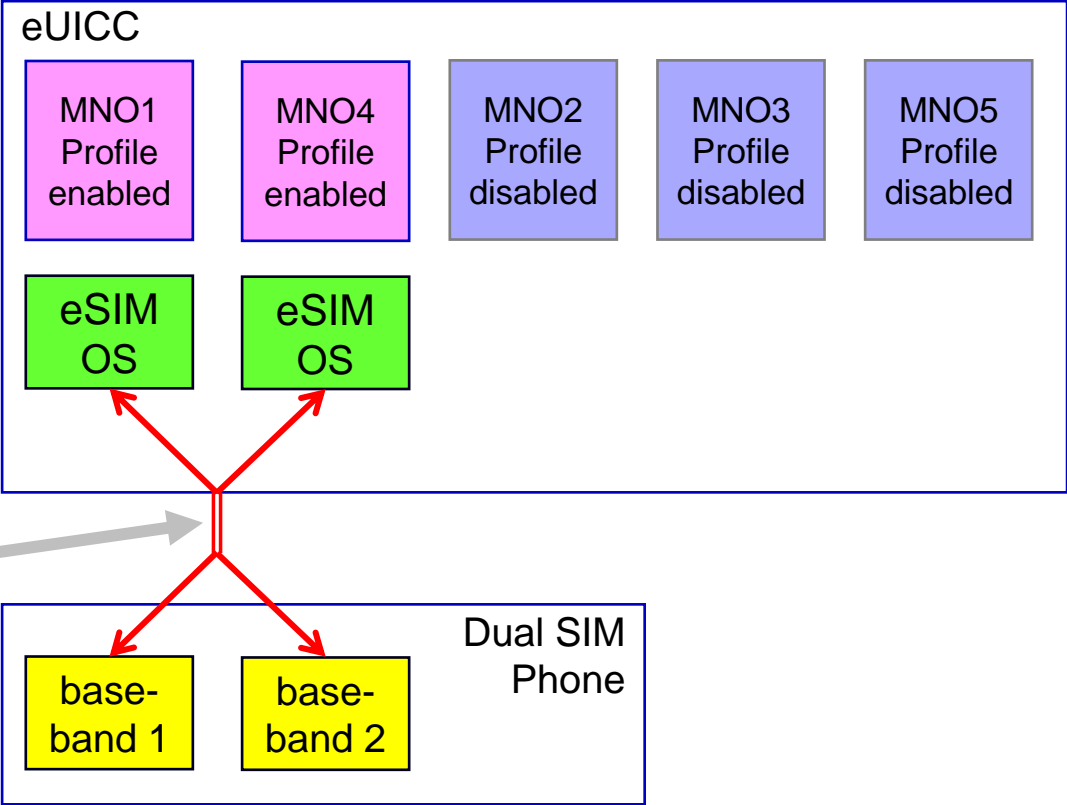 eUICC
MNO1
Profile
enabled
MNO4
Profile
enabled
MNO2
Profile
disabled
MNO3
Profile
disabled
MNO5
Profile
disabled
eSIM
OS
eSIM
OS
Dual SIM
Phone
base-
band 1
base-
band 2